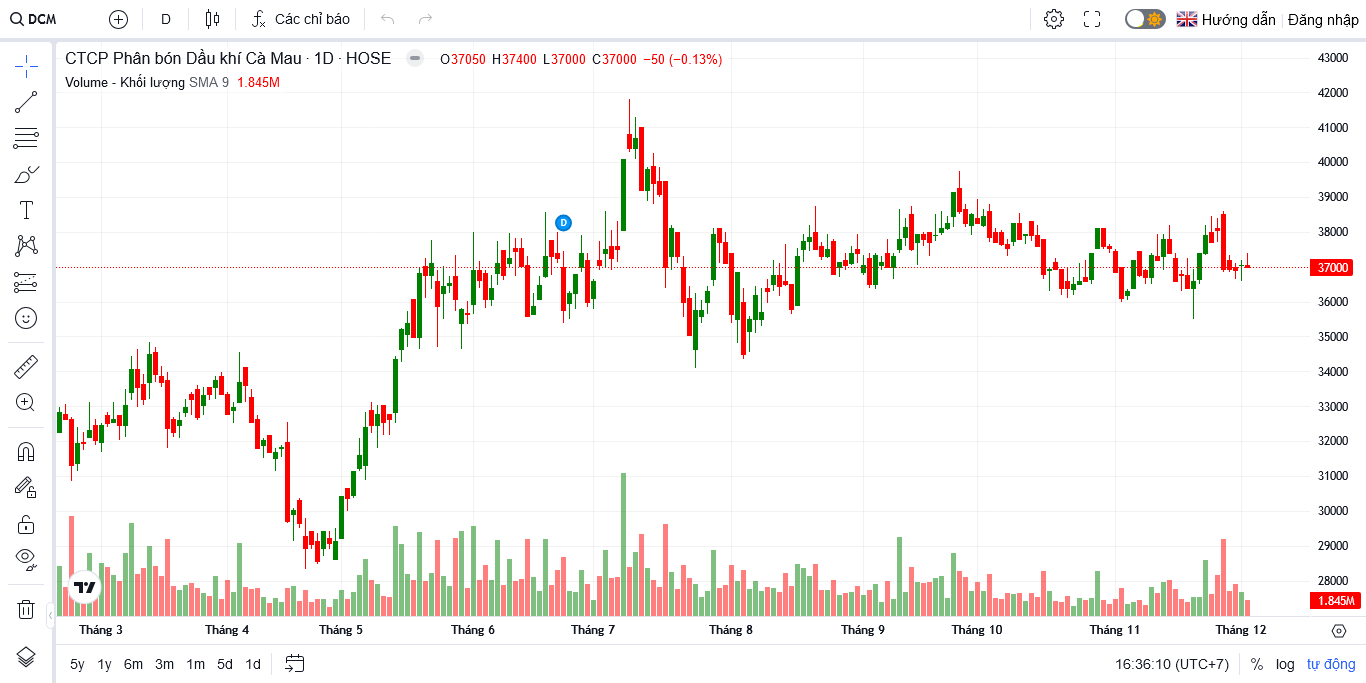 DCM D Các chỉ báo Hướng dẫn Đăng nhập
CTCP Phân bón Dầu khí Cà Mau · 1D · HOSE O37050 H37400 L37000 C37000 −50 (−0.13%)
Volume - Khối lượng SMA 9 1.845M
43000
42000
41000
40000
39000
38000
37000
36000
35000
34000
33000
32000
31000
30000
29000
28000
1.845M
D
Tháng 3 Tháng 4 Tháng 5 Tháng 6 Tháng 7 Tháng 8 Tháng 9 Tháng 10 Tháng 11 Tháng 12
5y 1y 6m 3m 1m 5d 1d 16:36:10 (UTC+7) % log tự động